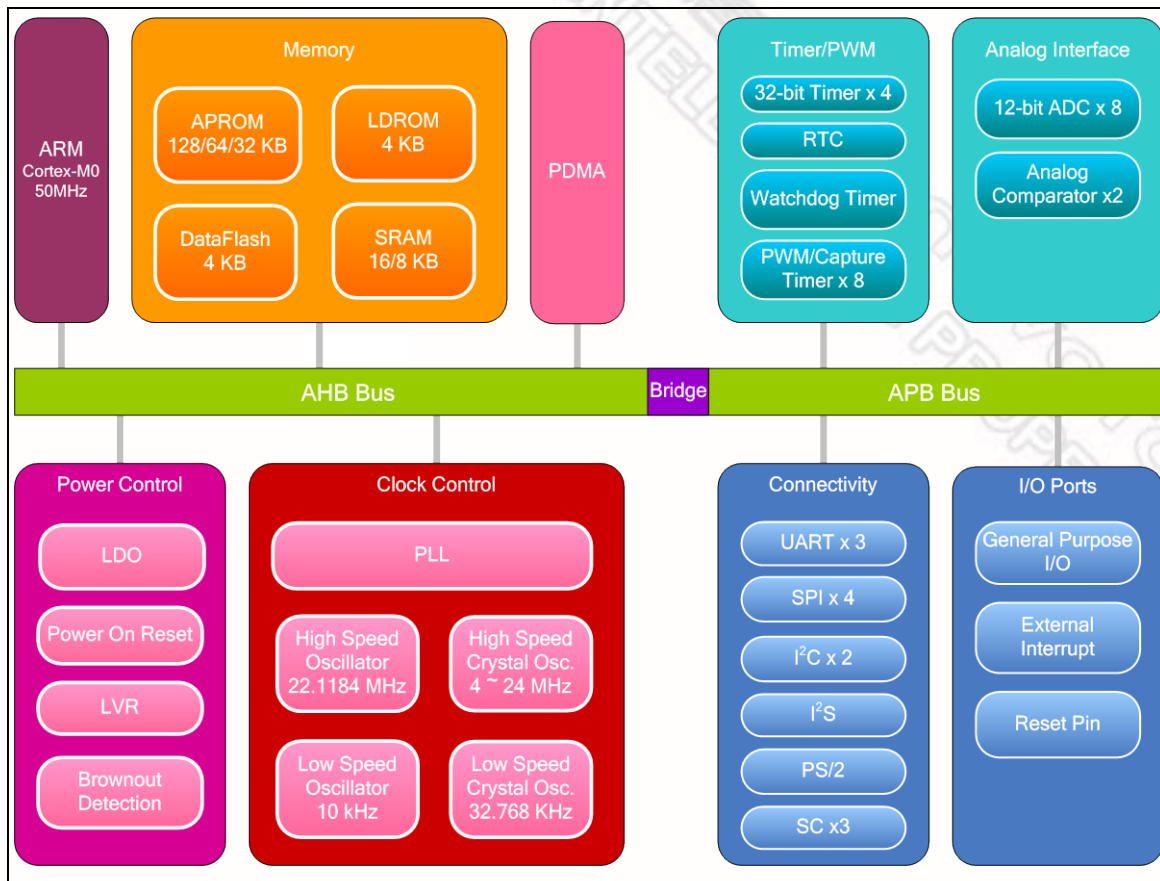 ARM
Cortex-M0
50MHz
Memory
APROM
128/64/32 KB
LDROM
4 KB
DataFlash
4 KB
SRAM
16/8 KB
PDMA
Timer/PWM
32-bit Timer x 4
RTC
Watchdog Timer
PWM/Capture
Timer x 8
Analog Interface
12-bit ADC x 8
Analog
Comparator x2
AHB Bus
Bridge
APB Bus
Power Control
LDO
Power On Reset
LVR
Brownout
Detection
Clock Control
PLL
High Speed
Oscillator
22.1184 MHz
High Speed
Crystal Osc.
4 ~ 24 MHz
Low Speed
Oscillator
10 kHz
Low Speed
Crystal Osc.
32.768 KHz
Connectivity
UART x 3
SPI x 4
I²C x 2
I²S
PS/2
SC x3
I/O Ports
General Purpose
I/O
External
Interrupt
Reset Pin